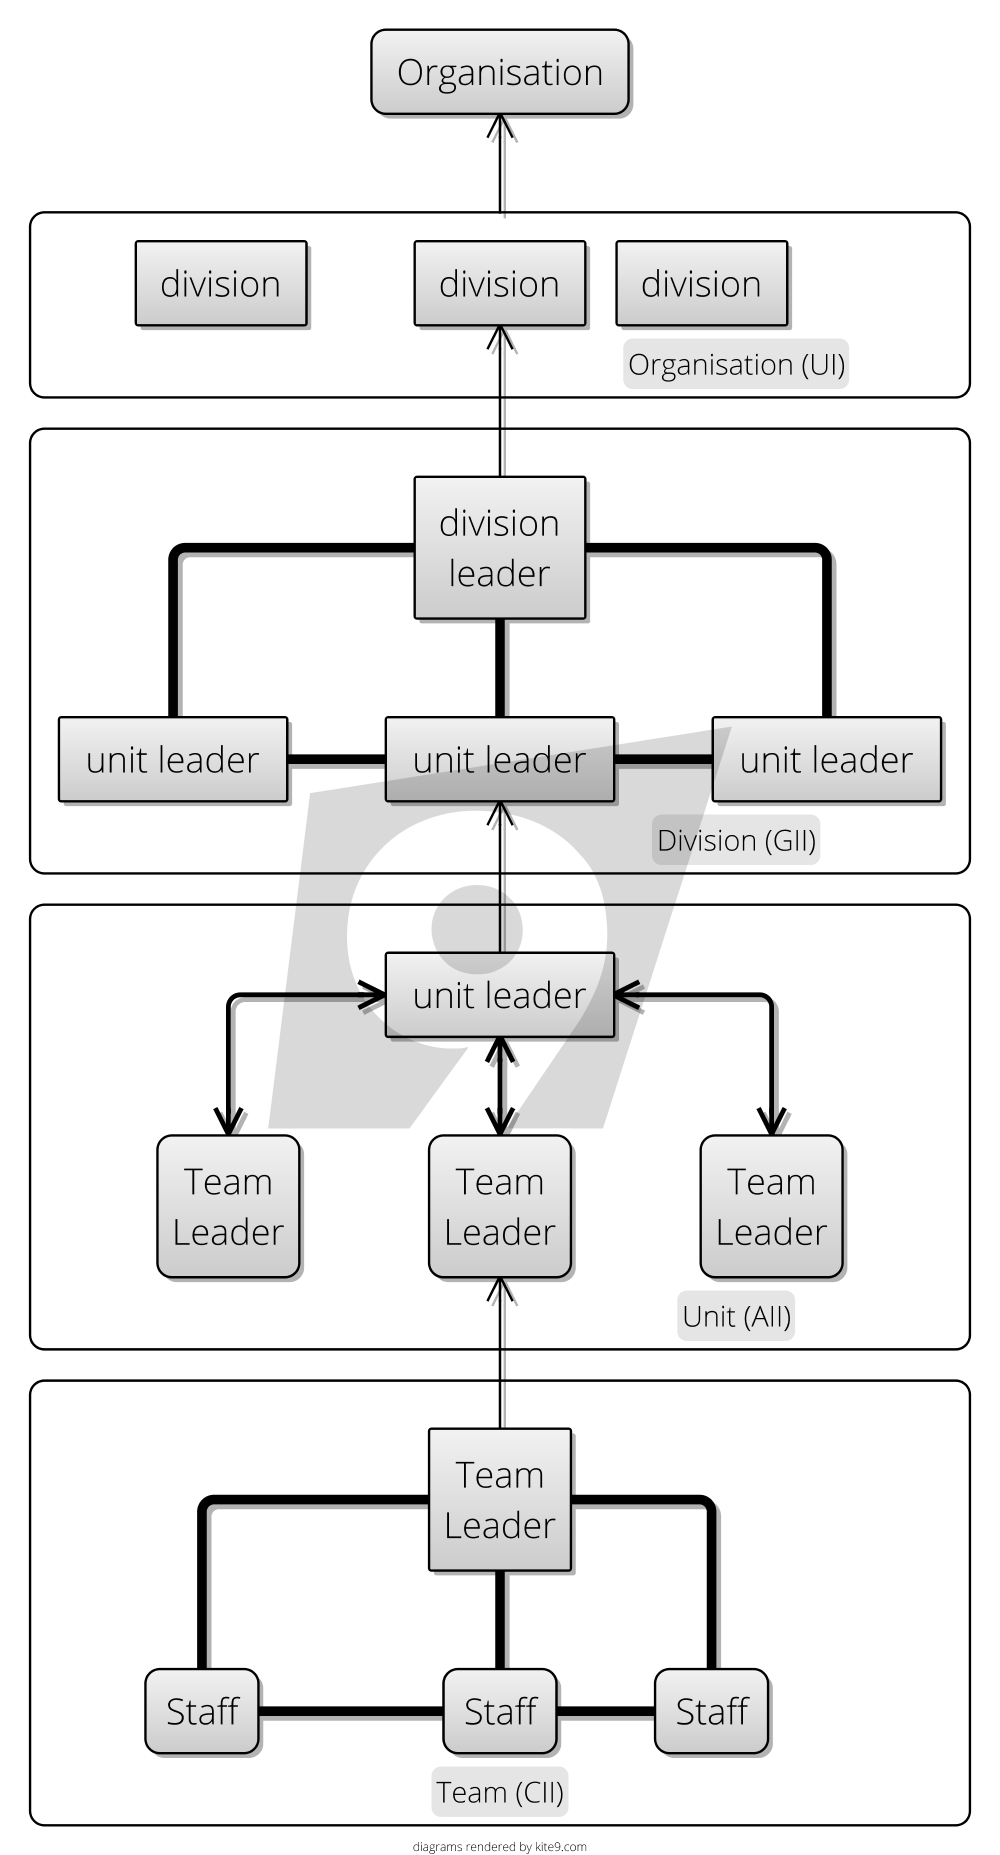 Organisation
division
division
division
Organisation (UI)
division
leader
unit leader
unit leader
unit leader
Division (GII)
unit leader
Team
Leader
Team
Leader
Team
Leader
Unit (AII)
Team
Leader
Staff
Staff
Staff
Team (CII)
diagrams rendered by kite9.com